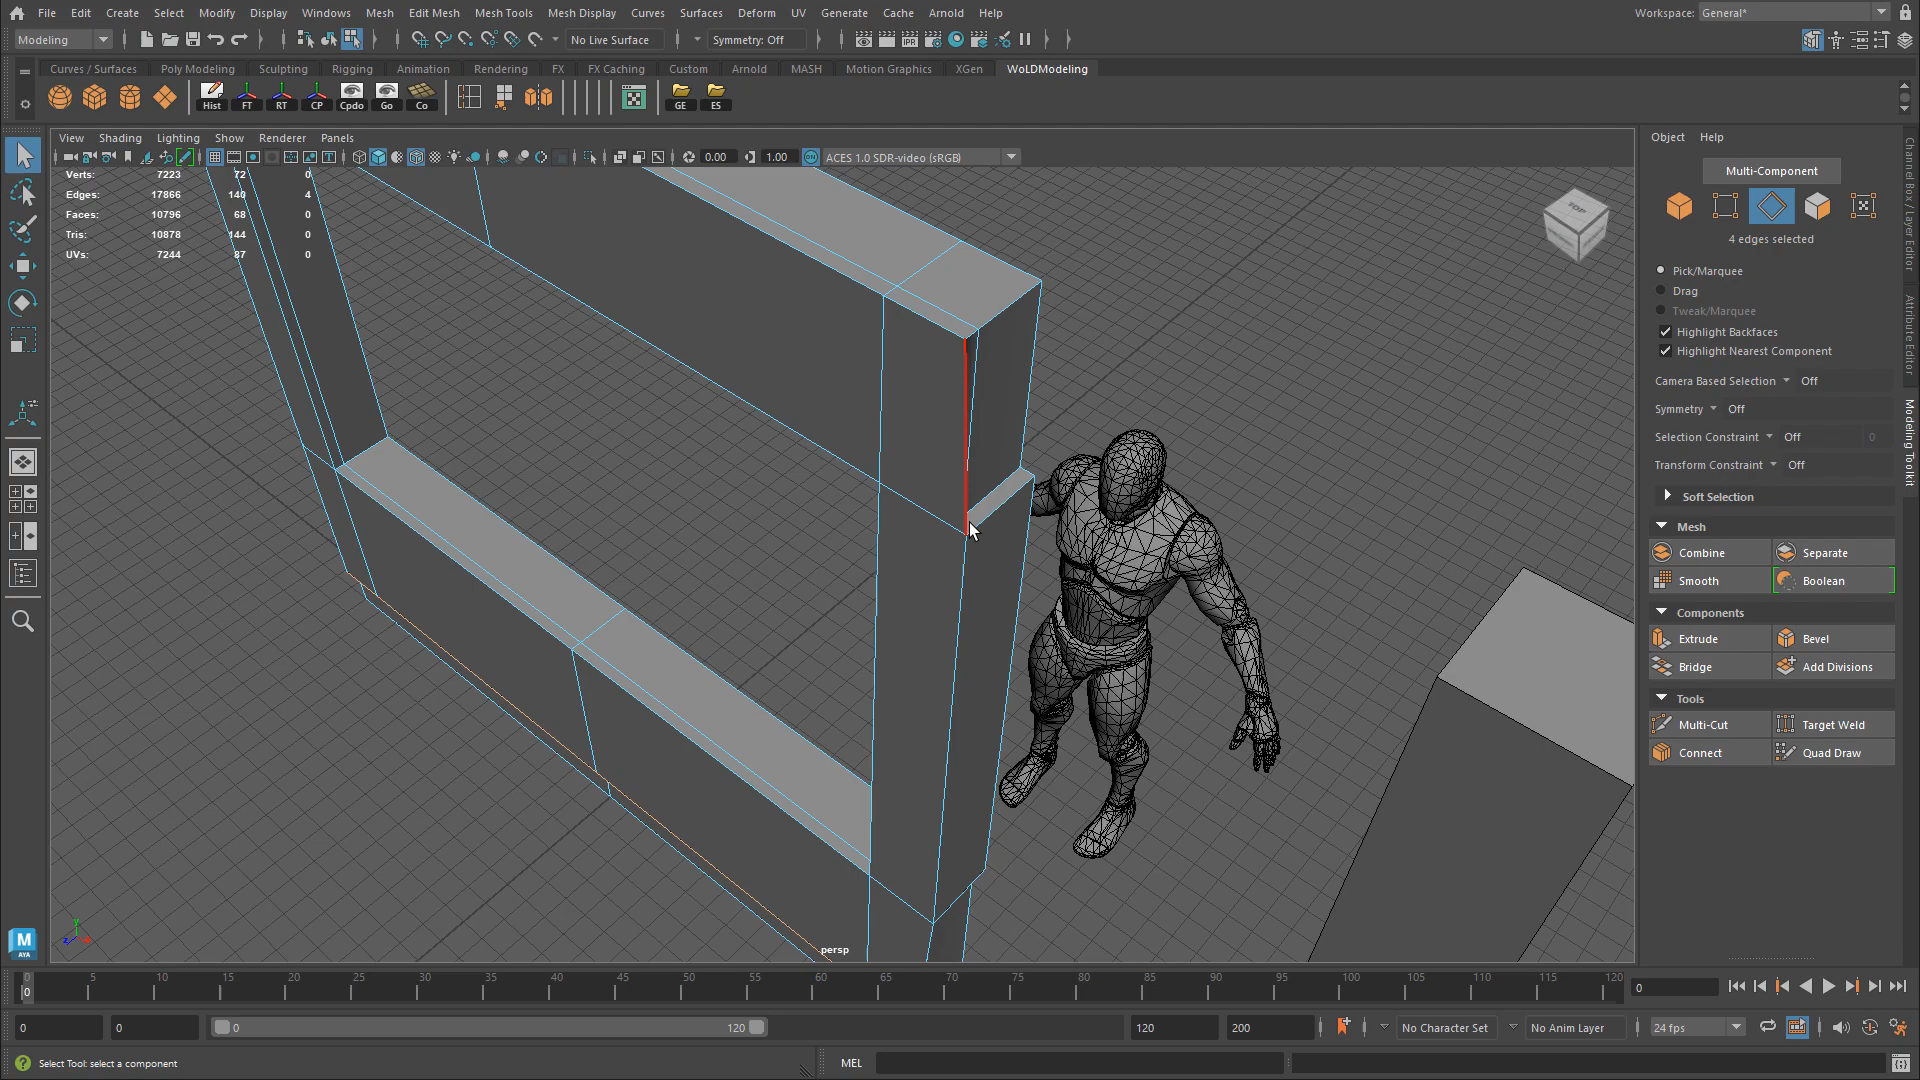 File Edit Create Select Modify Display Windows Mesh Edit Mesh Mesh Tools Mesh Display Curves Surfaces Deform UV Generate Cache Arnold Help Workspace: General*
Modeling No Live Surface Symmetry: Off
Curves / Surfaces Poly Modeling Sculpting Rigging Animation Rendering FX FX Caching Custom Arnold MASH Motion Graphics XGen WoLDModeling
Hist FT RT CP Cpdo Go Co GE ES
View Shading Lighting Show Renderer Panels
0.00 1.00 ON ACES 1.0 SDR-video (sRGB)
Verts: 7223 72 0
Edges: 17866 140 4
Faces: 10796 68 0
Tris: 10878 144 0
UVs: 7244 87 0
TOP
persp
Object Help
Multi-Component
4 edges selected
Pick/Marquee
Drag
Tweak/Marquee
Highlight Backfaces
Highlight Nearest Component
Camera Based Selection Off
Symmetry Off
Selection Constraint Off 0
Transform Constraint Off
Soft Selection
Mesh
Combine Separate
Smooth Boolean
Components
Extrude Bevel
Bridge Add Divisions
Tools
Multi-Cut Target Weld
Connect Quad Draw
Channel Box / Layer Editor
Attribute Editor
Modeling Toolkit
M
AYA
0 5 10 15 20 25 30 35 40 45 50 55 60 65 70 75 80 85 90 95 100 105 110 115 120
0 0
0 0 0 120 120 200 No Character Set No Anim Layer 24 fps
Select Tool: select a component MEL